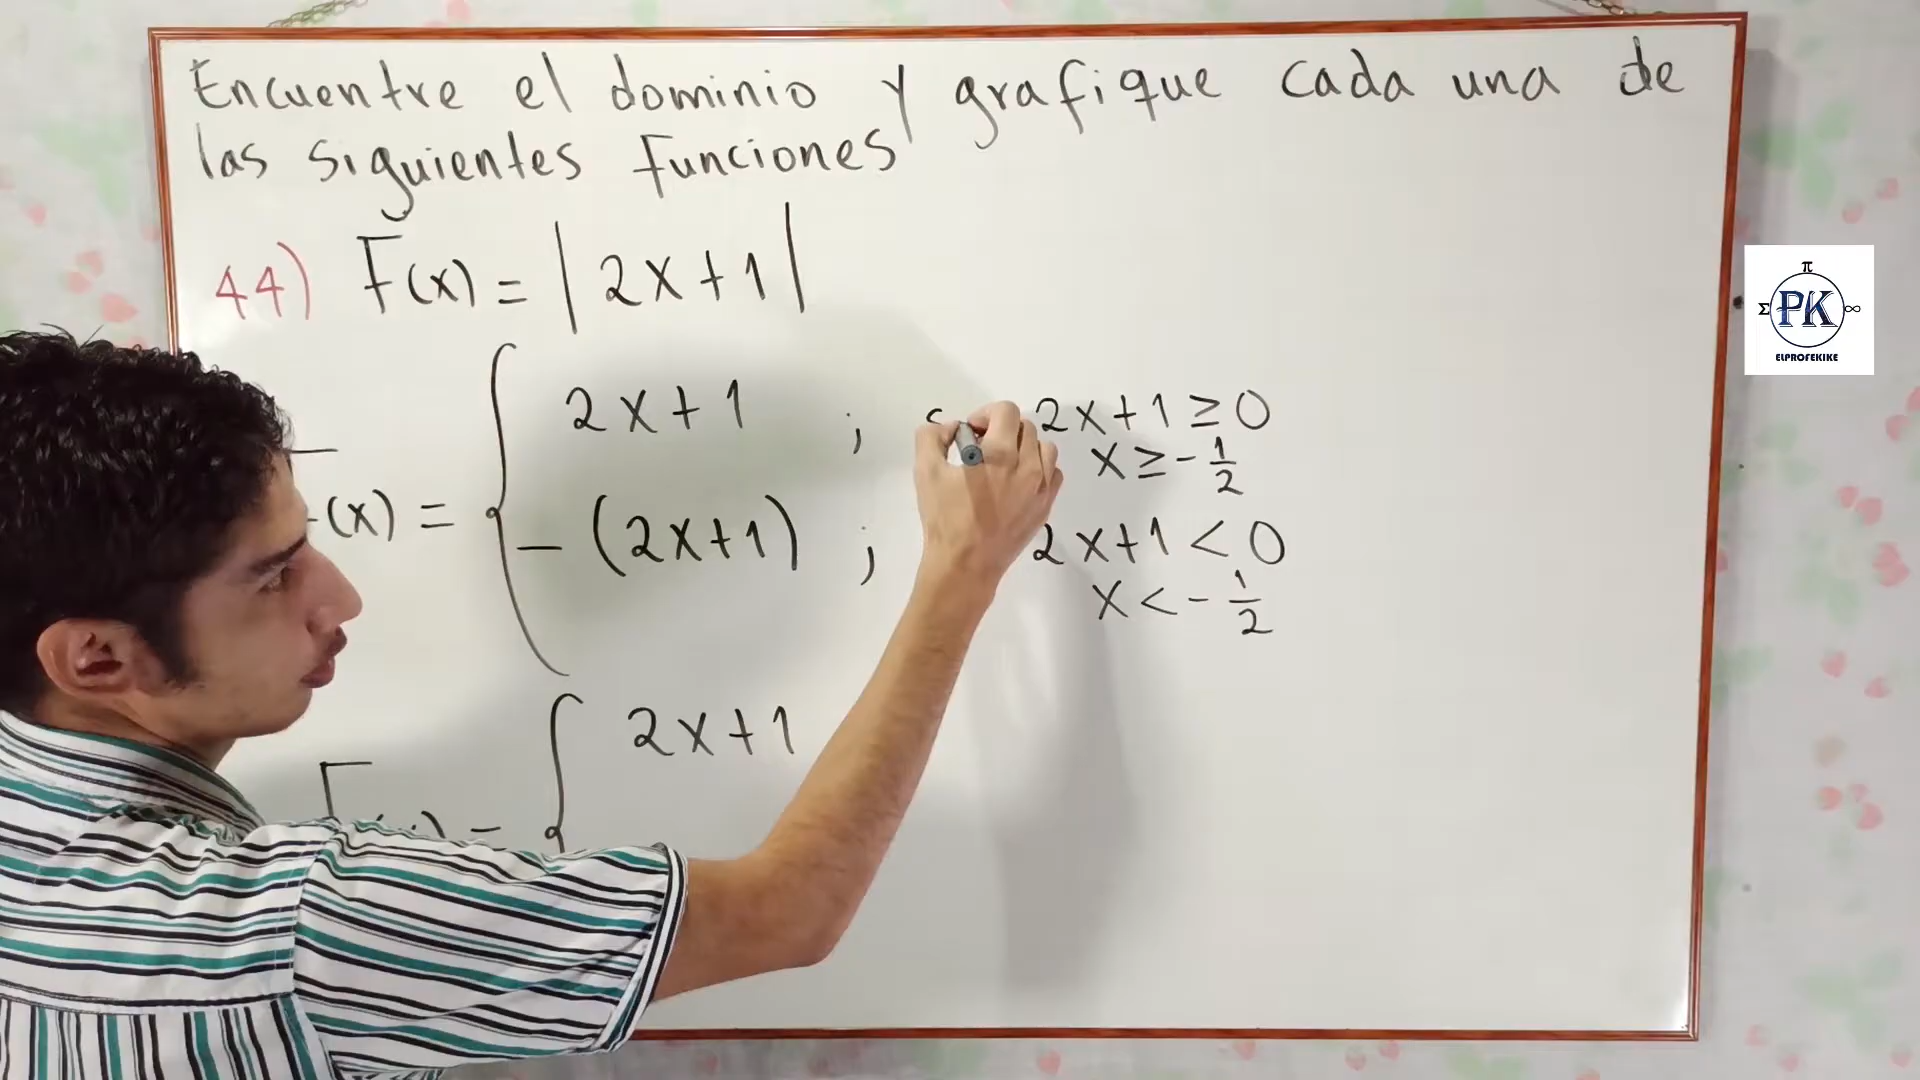 Encuentre el dominio y grafique cada una de
las siguientes funciones
44) F(x) = | 2x+1 |
2x+1 ; 2x+1 ≥ 0
x ≥ - 1/2
(x) = { - (2x+1) ; 2x+1 < 0
x < - 1/2
2x+1
π
Σ PK ∞
ELPROFEKIKE